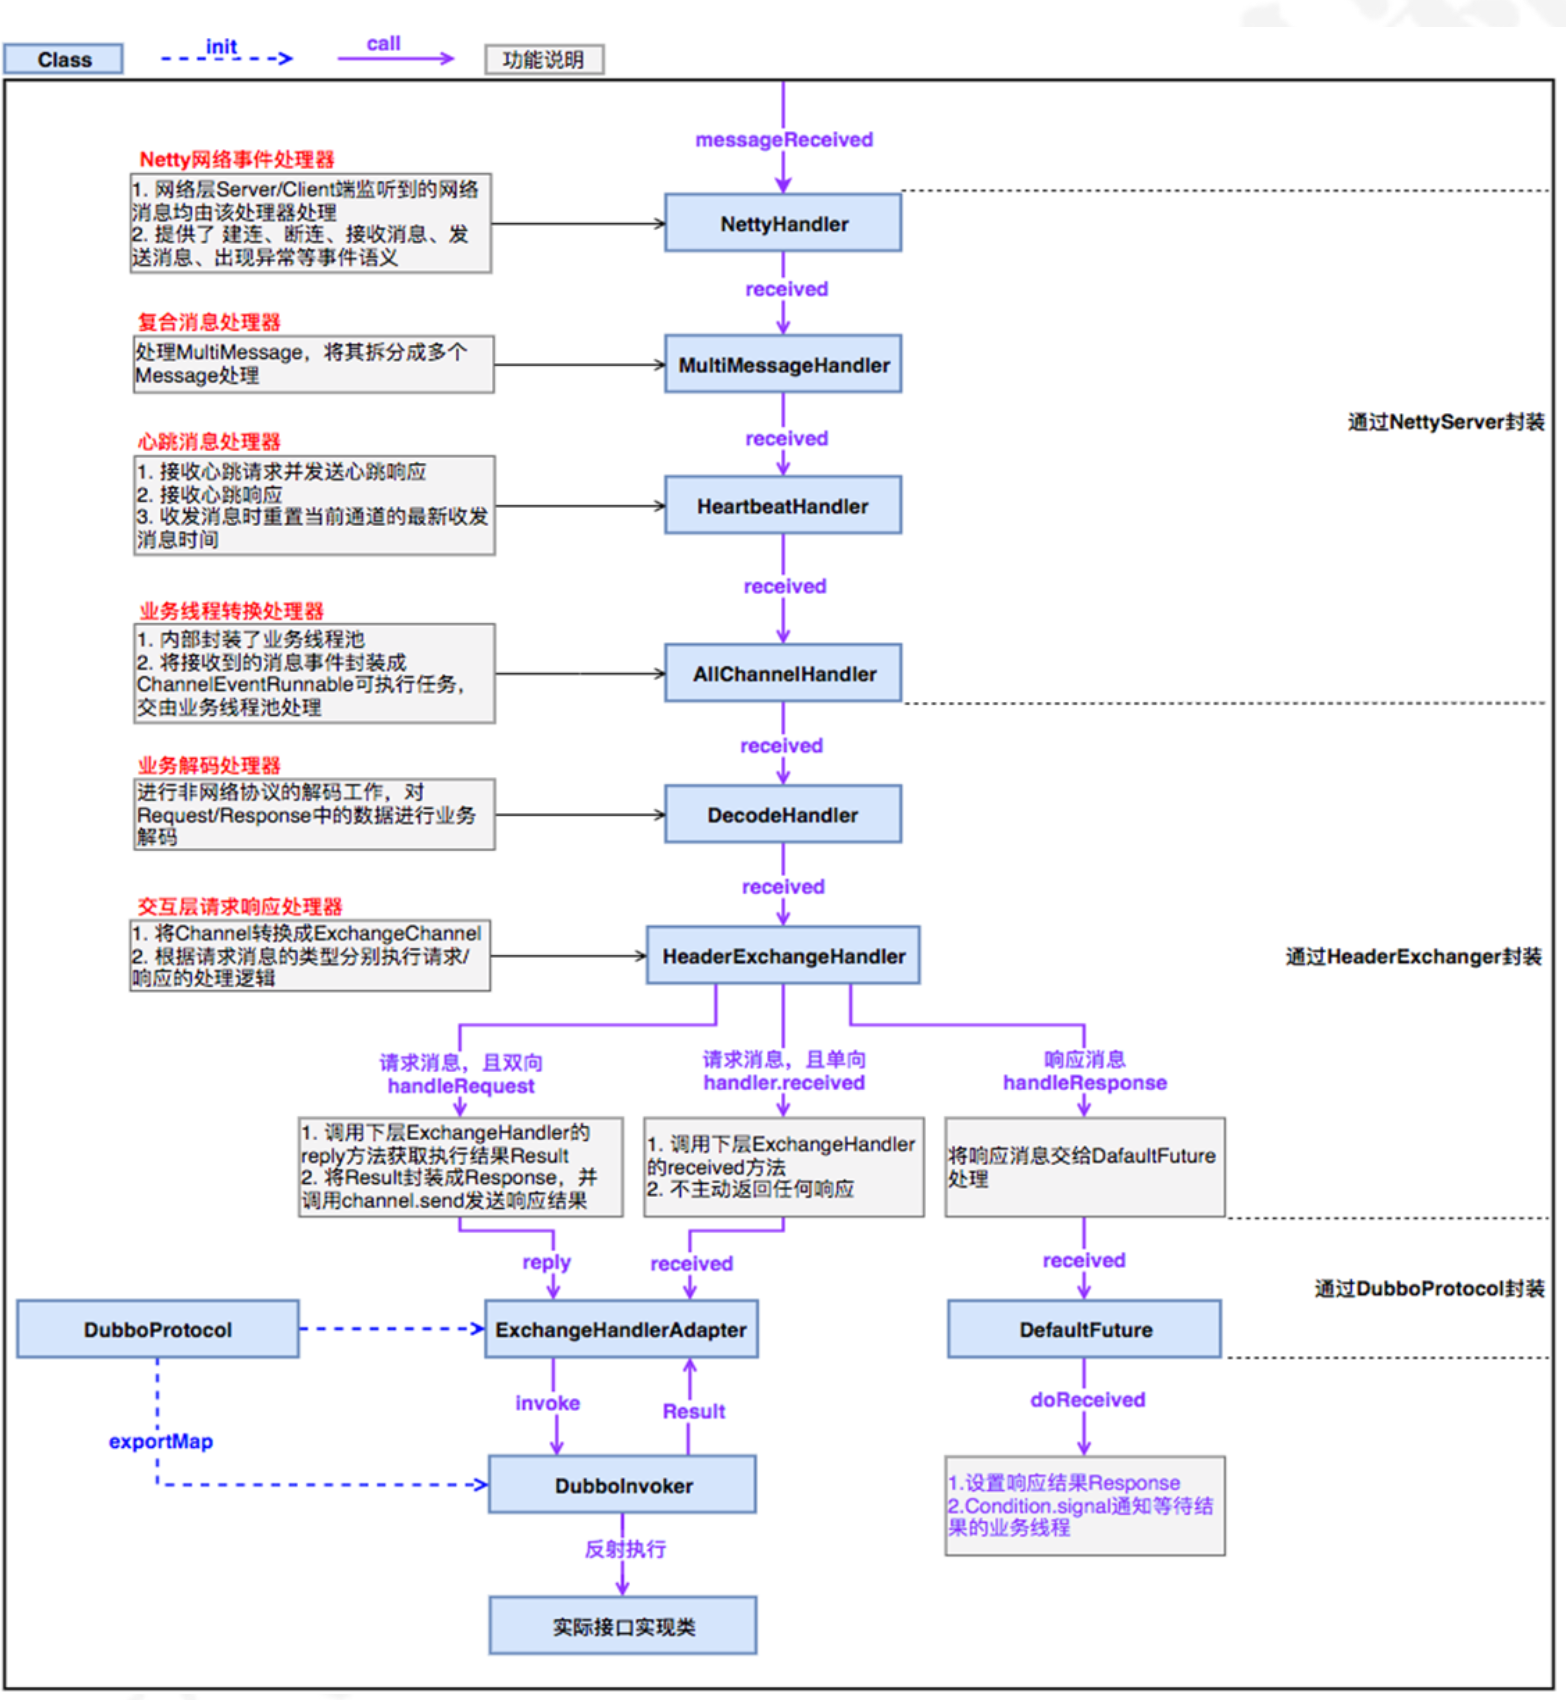 Class
init
call
功能说明
messageReceived
Netty网络事件处理器
1. 网络层Server/Client端监听到的网络
消息均由该处理器处理
2. 提供了 建连、断连、接收消息、发
送消息、出现异常等事件语义
NettyHandler
received
复合消息处理器
处理MultiMessage，将其拆分成多个
Message处理
MultiMessageHandler
通过NettyServer封装
received
心跳消息处理器
1. 接收心跳请求并发送心跳响应
2. 接收心跳响应
3. 收发消息时重置当前通道的最新收发
消息时间
HeartbeatHandler
received
业务线程转换处理器
1. 内部封装了业务线程池
2. 将接收到的消息事件封装成
ChannelEventRunnable可执行任务，
交由业务线程池处理
AllChannelHandler
received
业务解码处理器
进行非网络协议的解码工作，对
Request/Response中的数据进行业务
解码
DecodeHandler
received
交互层请求响应处理器
1. 将Channel转换成ExchangeChannel
2. 根据请求消息的类型分别执行请求/
响应的处理逻辑
HeaderExchangeHandler
通过HeaderExchanger封装
请求消息，且双向
handleRequest
请求消息，且单向
handler.received
响应消息
handleResponse
1. 调用下层ExchangeHandler的
reply方法获取执行结果Result
2. 将Result封装成Response，并
调用channel.send发送响应结果
1. 调用下层ExchangeHandler
的received方法
2. 不主动返回任何响应
将响应消息交给DafaultFuture
处理
reply
received
received
通过DubboProtocol封装
DubboProtocol
ExchangeHandlerAdapter
DefaultFuture
invoke
Result
doReceived
exportMap
DubboInvoker
1.设置响应结果Response
2.Condition.signal通知等待结
果的业务线程
反射执行
实际接口实现类